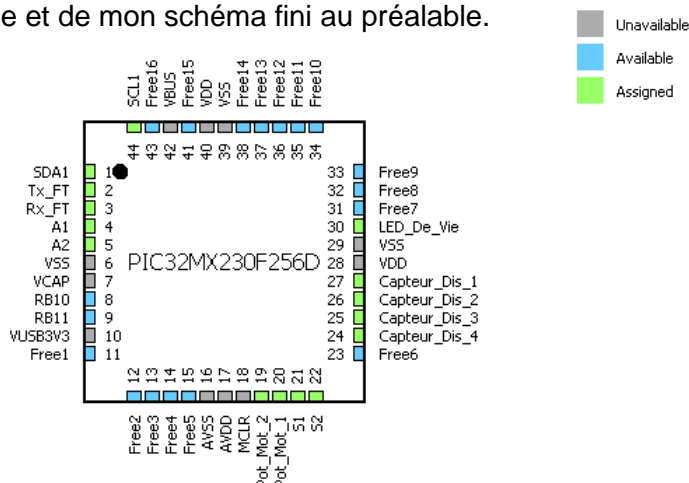 e et de mon schéma fini au préalable.
Unavailable
Available
Assigned
SCL1
Free16
VBUS
Free15
VDD
VSS
Free14
Free13
Free12
Free11
Free10
44
43
42
41
40
39
38
37
36
35
34
SDA1 1
Tx_FT 2
Rx_FT 3
A1 4
A2 5
VSS 6
VCAP 7
RB10 8
RB11 9
VUSB3V3 10
Free1 11
PIC32MX230F256D
33 Free9
32 Free8
31 Free7
30 LED_De_Vie
29 VSS
28 VDD
27 Capteur_Dis_1
26 Capteur_Dis_2
25 Capteur_Dis_3
24 Capteur_Dis_4
23 Free6
12
13
14
15
16
17
18
19
20
21
22
Free2
Free3
Free4
Free5
AVSS
AVDD
MCLR
Pot_Mot_2
Pot_Mot_1
S1
S2